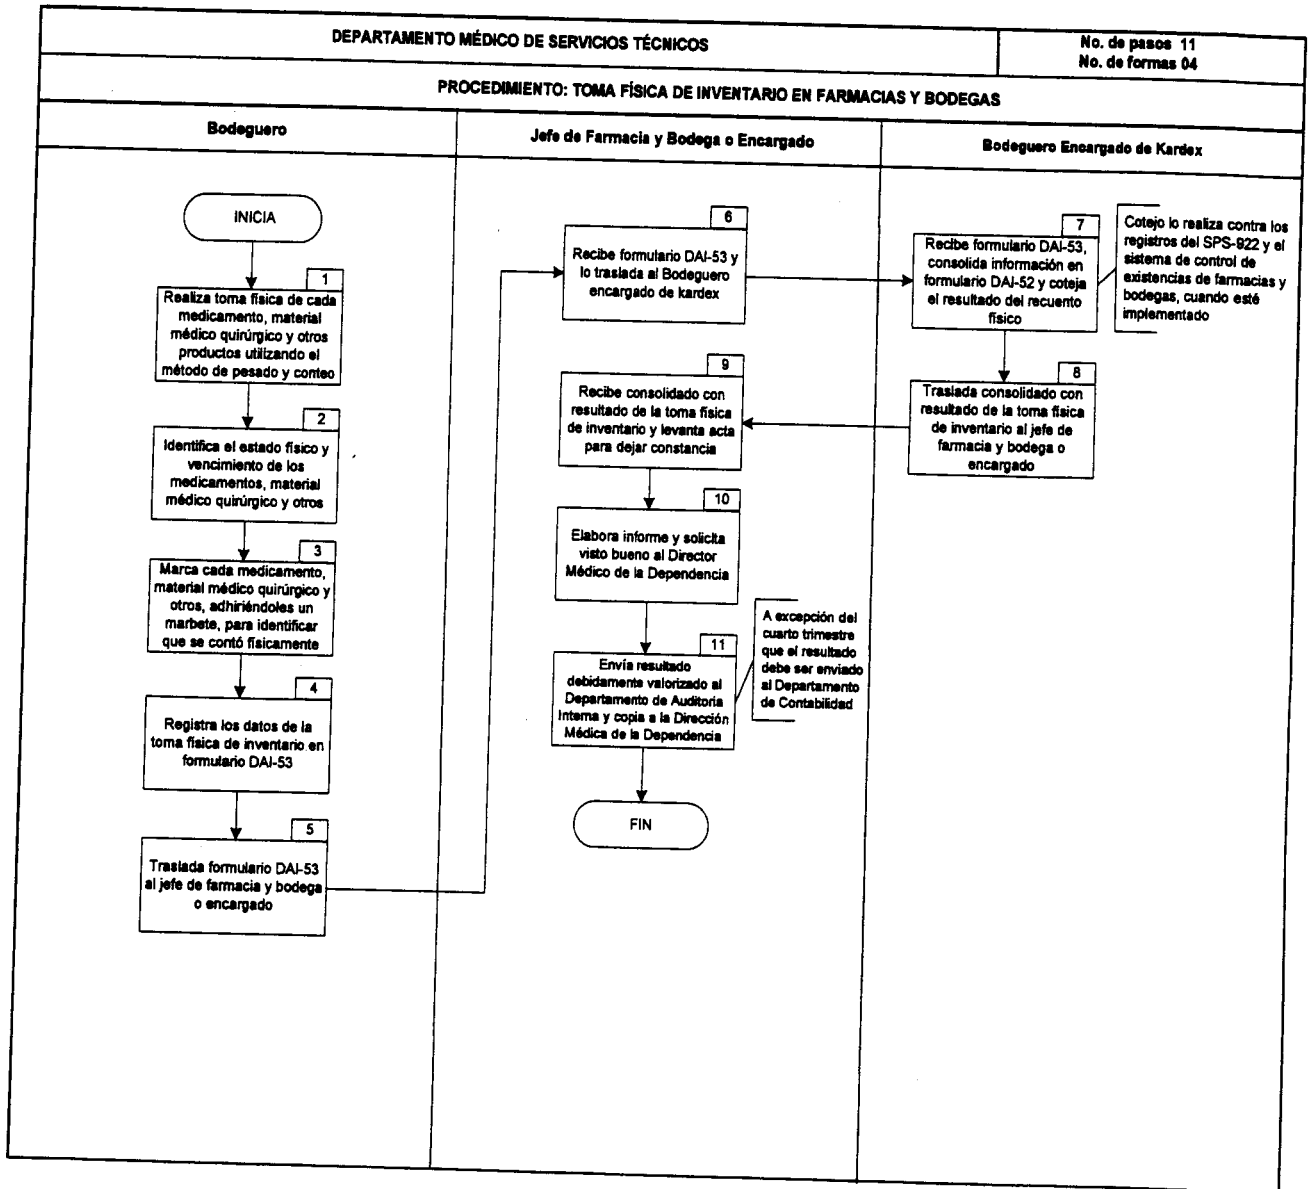 DEPARTAMENTO MÉDICO DE SERVICIOS TÉCNICOS
No. de pasos 11
No. de formas 04
PROCEDIMIENTO: TOMA FÍSICA DE INVENTARIO EN FARMACIAS Y BODEGAS
Bodeguero
Jefe de Farmacia y Bodega o Encargado
Bodeguero Encargado de Kardex
INICIA
1
Realiza toma física de cada
medicamento, material
médico quirúrgico y otros
productos utilizando el
método de pesado y conteo
2
Identifica el estado físico y
vencimiento de los
medicamentos, material
médico quirúrgico y otros
3
Marca cada medicamento,
material médico quirúrgico y
otros, adhiriéndoles un
marbete, para identificar
que se contó físicamente
4
Registra los datos de la
toma física de inventario en
formulario DAI-53
5
Traslada formulario DAI-53
al jefe de farmacia y bodega
o encargado
6
Recibe formulario DAI-53 y
lo traslada al Bodeguero
encargado de kardex
7
Recibe formulario DAI-53,
consolida información en
formulario DAI-52 y coteja
el resultado del recuento
físico
Cotejo lo realiza contra los
registros del SPS-922 y el
sistema de control de
existencias de farmacias y
bodegas, cuando esté
implementado
8
Traslada consolidado con
resultado de la toma física
de inventario al jefe de
farmacia y bodega o
encargado
9
Recibe consolidado con
resultado de la toma física
de inventario y levanta acta
para dejar constancia
10
Elabora informe y solicita
visto bueno al Director
Médico de la Dependencia
11
Envía resultado
debidamente valorizado al
Departamento de Auditoria
Interna y copia a la Dirección
Médica de la Dependencia
A excepción del
cuarto trimestre
que el resultado
debe ser enviado
al Departamento
de Contabilidad
FIN